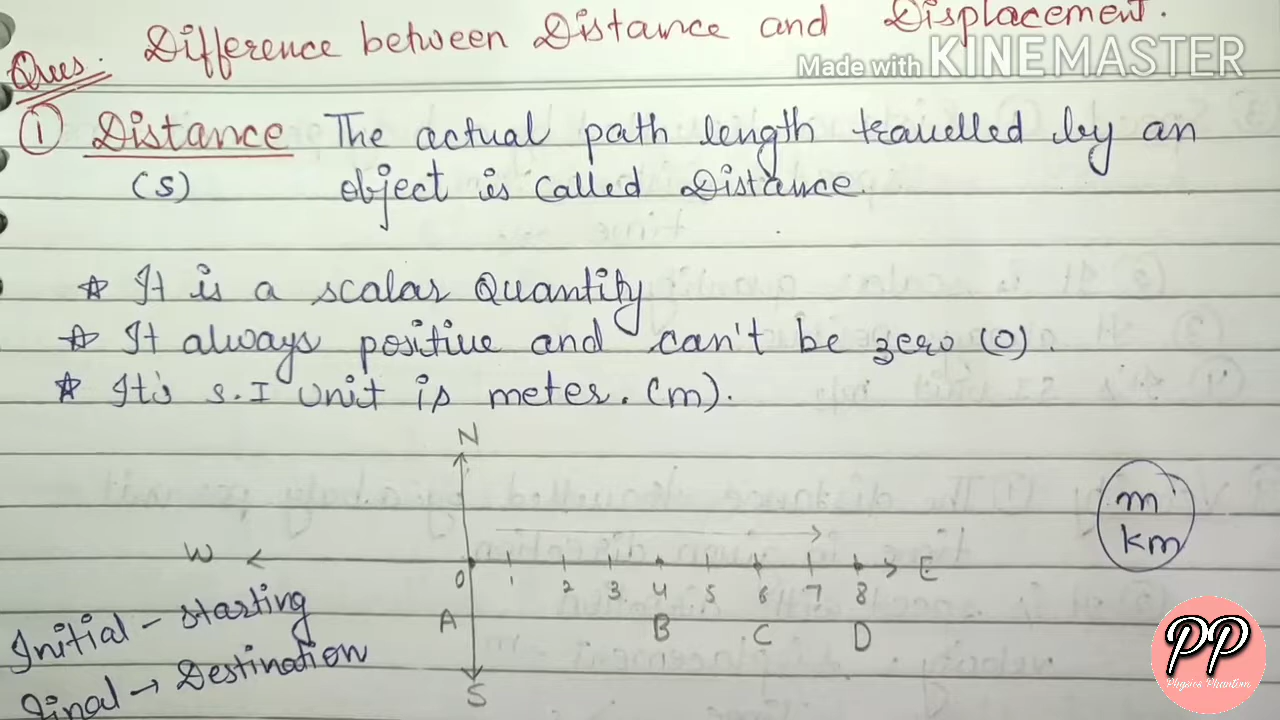 Difference between Distance and Displacement.
Made with KINEMASTER
Ques.
① Distance The actual path length travelled by an
(S) object is called Distance.
☆ It is a scalar Quantity
☆ It always positive and can't be zero (0).
☆ It's S.I Unit is meter. (m).
N
m
km
W E
0 1 2 3 4 5 6 7 8
A B C D
S
Initial - starting
Final → Destination
PP
Physics Phantom